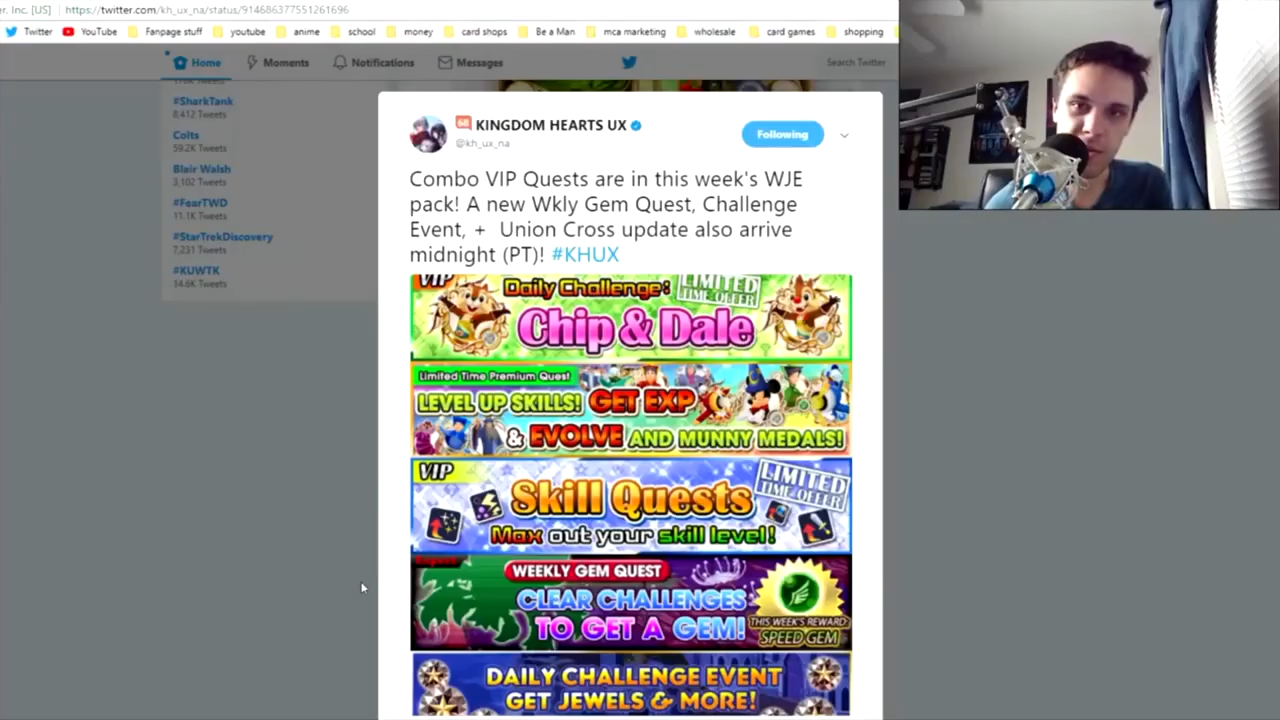 r. Inc. [US]
https://twitter.com/kh_ux_na/status/914686377551261696
Twitter YouTube Fanpage stuff youtube anime school money card shops Be a Man mca marketing wholesale card games shopping
Home Moments Notifications Messages Search Twitter
#SharkTank
8,412 Tweets
Colts
59.2K Tweets
Blair Walsh
3,102 Tweets
#FearTWD
11.1K Tweets
#StarTrekDiscovery
7,231 Tweets
#KUWTK
14.6K Tweets
KINGDOM HEARTS UX
@kh_ux_na
Following
Combo VIP Quests are in this week's WJE
pack! A new Wkly Gem Quest, Challenge
Event, + Union Cross update also arrive
midnight (PT)! #KHUX
VIP
Daily Challenge:
LIMITED
TIME OFFER
Chip & Dale
Limited Time Premium Quest
LEVEL UP SKILLS! GET EXP
& EVOLVE AND MUNNY MEDALS!
VIP
LIMITED
TIME OFFER
Skill Quests
Max out your skill level!
WEEKLY GEM QUEST
CLEAR CHALLENGES
TO GET A GEM!
THIS WEEK'S REWARD:
SPEED GEM
DAILY CHALLENGE EVENT
GET JEWELS & MORE!